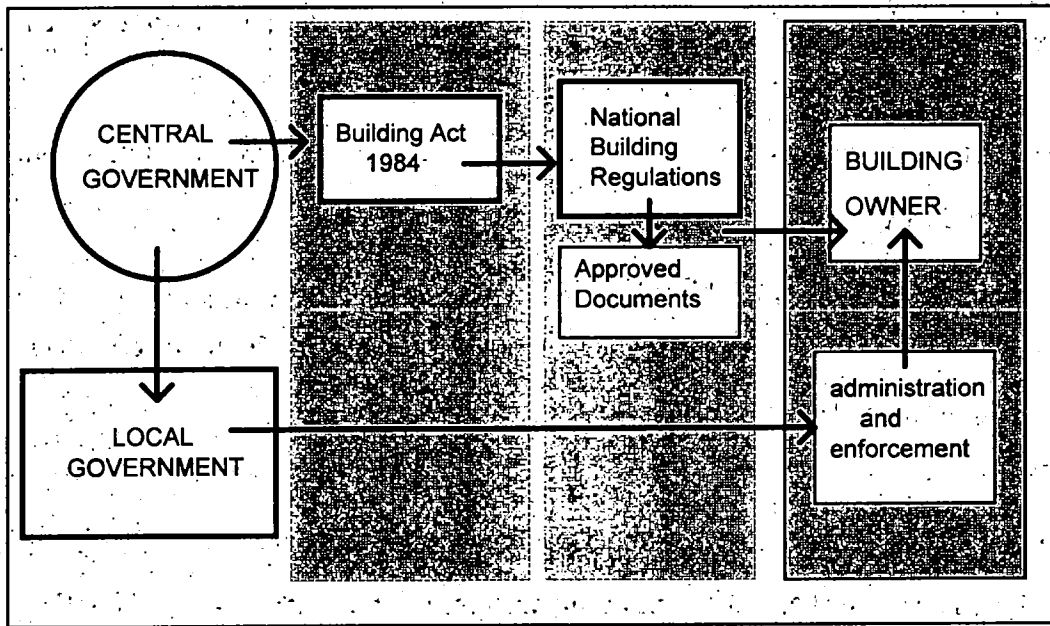 CENTRAL
GOVERNMENT
Building Act
1984
National
Building
Regulations
Approved
Documents
BUILDING
OWNER
LOCAL
GOVERNMENT
administration
and
enforcement